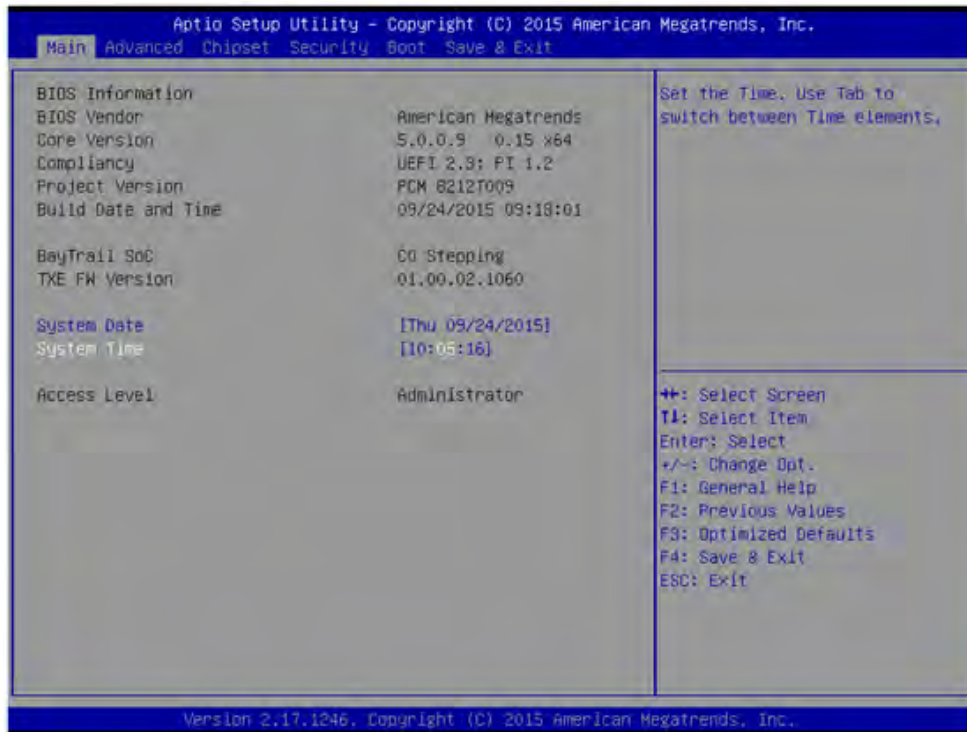 Aptio Setup Utility – Copyright (C) 2015 American Megatrends, Inc.
Main Advanced Chipset Security Boot Save & Exit
BIOS Information
BIOS Vendor American Megatrends
Core Version 5.0.0.9 0.15 x64
Compliancy UEFI 2.3; PI 1.2
Project Version PCM 8212T009
Build Date and Time 09/24/2015 09:18:01
BayTrail SoC C0 Stepping
TXE FW Version 01.00.02.1060
System Date [Thu 09/24/2015]
System Time [10:05:16]
Access Level Administrator
Set the Time. Use Tab to
switch between Time elements.
→←: Select Screen
↑↓: Select Item
Enter: Select
+/-: Change Opt.
F1: General Help
F2: Previous Values
F3: Optimized Defaults
F4: Save & Exit
ESC: Exit
Version 2.17.1246. Copyright (C) 2015 American Megatrends, Inc.